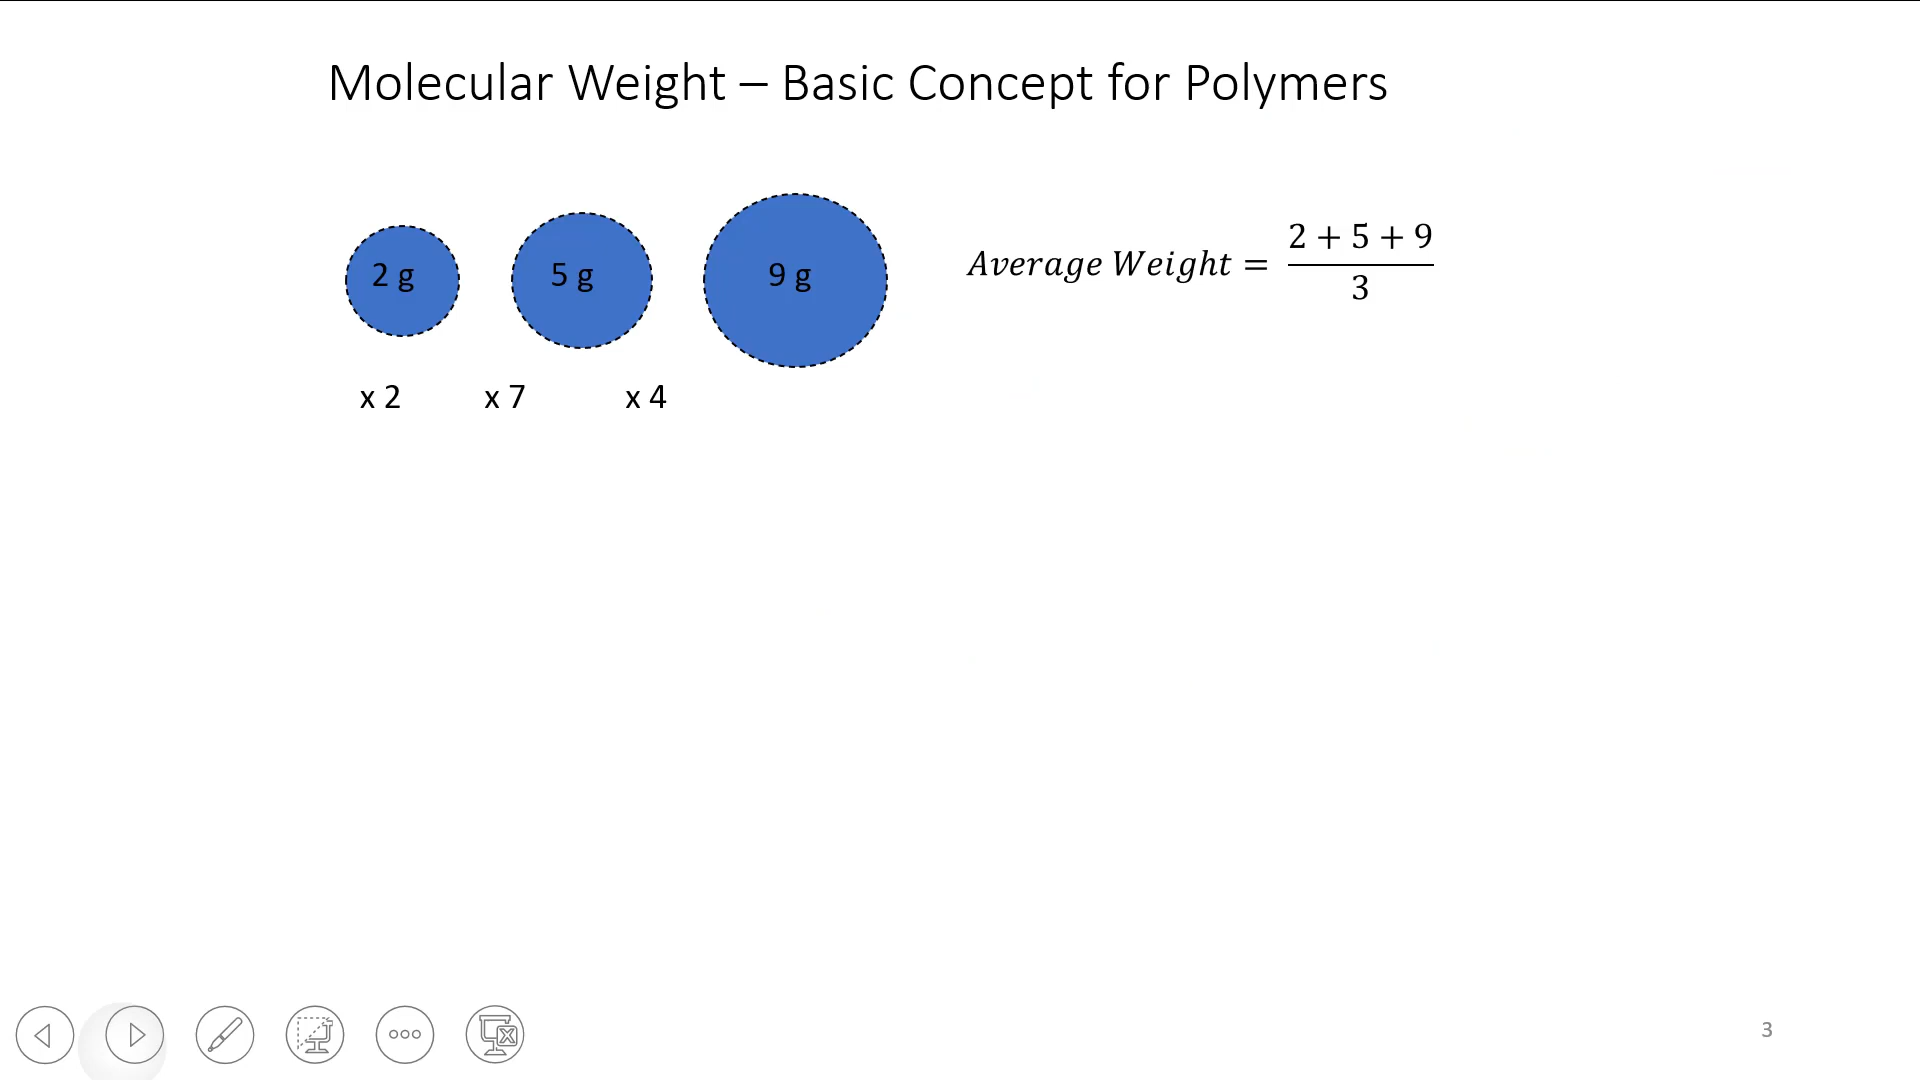 Molecular Weight – Basic Concept for Polymers
2 g 5 g 9 g
Average Weight = \frac{2 + 5 + 9}{3}
x 2 x 7 x 4
3